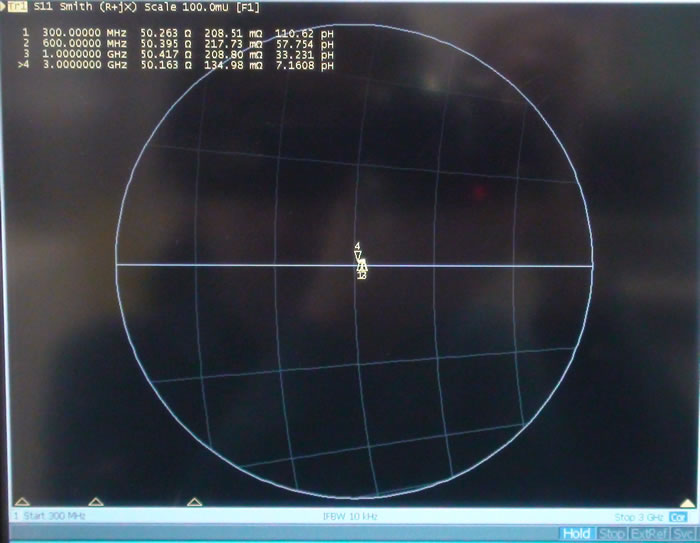 Tr1 S11 Smith (R+jX) Scale 100.0mU [F1]
1 300.00000 MHz 50.263 Ω 208.51 mΩ 110.62 pH
2 600.00000 MHz 50.395 Ω 217.73 mΩ 57.754 pH
3 1.0000000 GHz 50.417 Ω 208.80 mΩ 33.231 pH
>4 3.0000000 GHz 50.163 Ω 134.98 mΩ 7.1608 pH
4
1 Start 300 MHz IFBW 10 kHz Stop 3 GHz Cor
Hold Stop ExtRef Svc